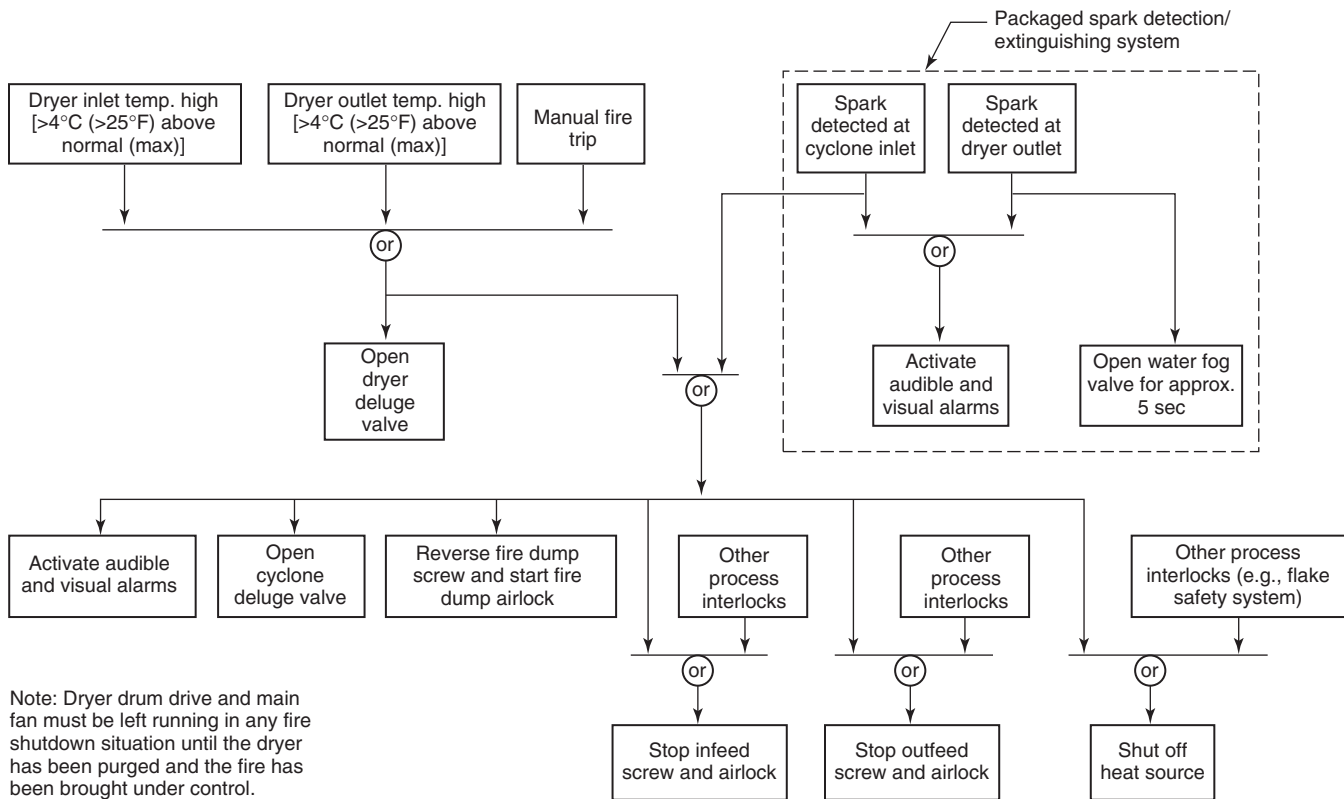 Packaged spark detection/
extinguishing system
Dryer inlet temp. high
[>4°C (>25°F) above
normal (max)]
Dryer outlet temp. high
[>4°C (>25°F) above
normal (max)]
Manual fire
trip
Spark
detected at
cyclone inlet
Spark
detected at
dryer outlet
or
or
Open
dryer
deluge
valve
or
Activate
audible and
visual alarms
Open water fog
valve for approx.
5 sec
Activate audible
and visual alarms
Open
cyclone
deluge valve
Reverse fire dump
screw and start fire
dump airlock
Other
process
interlocks
Other
process
interlocks
Other process
interlocks (e.g., flake
safety system)
or
or
or
Stop infeed
screw and airlock
Stop outfeed
screw and airlock
Shut off
heat source
Note: Dryer drum drive and main
fan must be left running in any fire
shutdown situation until the dryer
has been purged and the fire has
been brought under control.